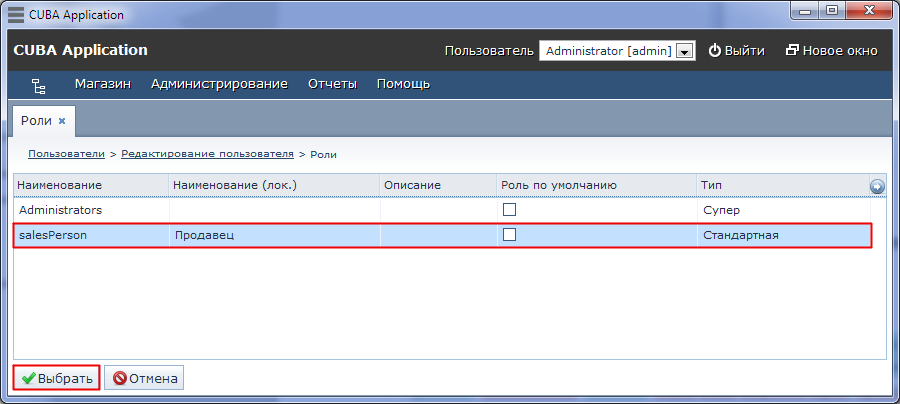 CUBA Application
CUBA Application Пользователь Administrator [admin] Выйти Новое окно
Магазин Администрирование Отчеты Помощь
Роли
Пользователи > Редактирование пользователя > Роли
Наименование Наименование (лок.) Описание Роль по умолчанию Тип
Administrators Супер
salesPerson Продавец Стандартная
Выбрать Отмена